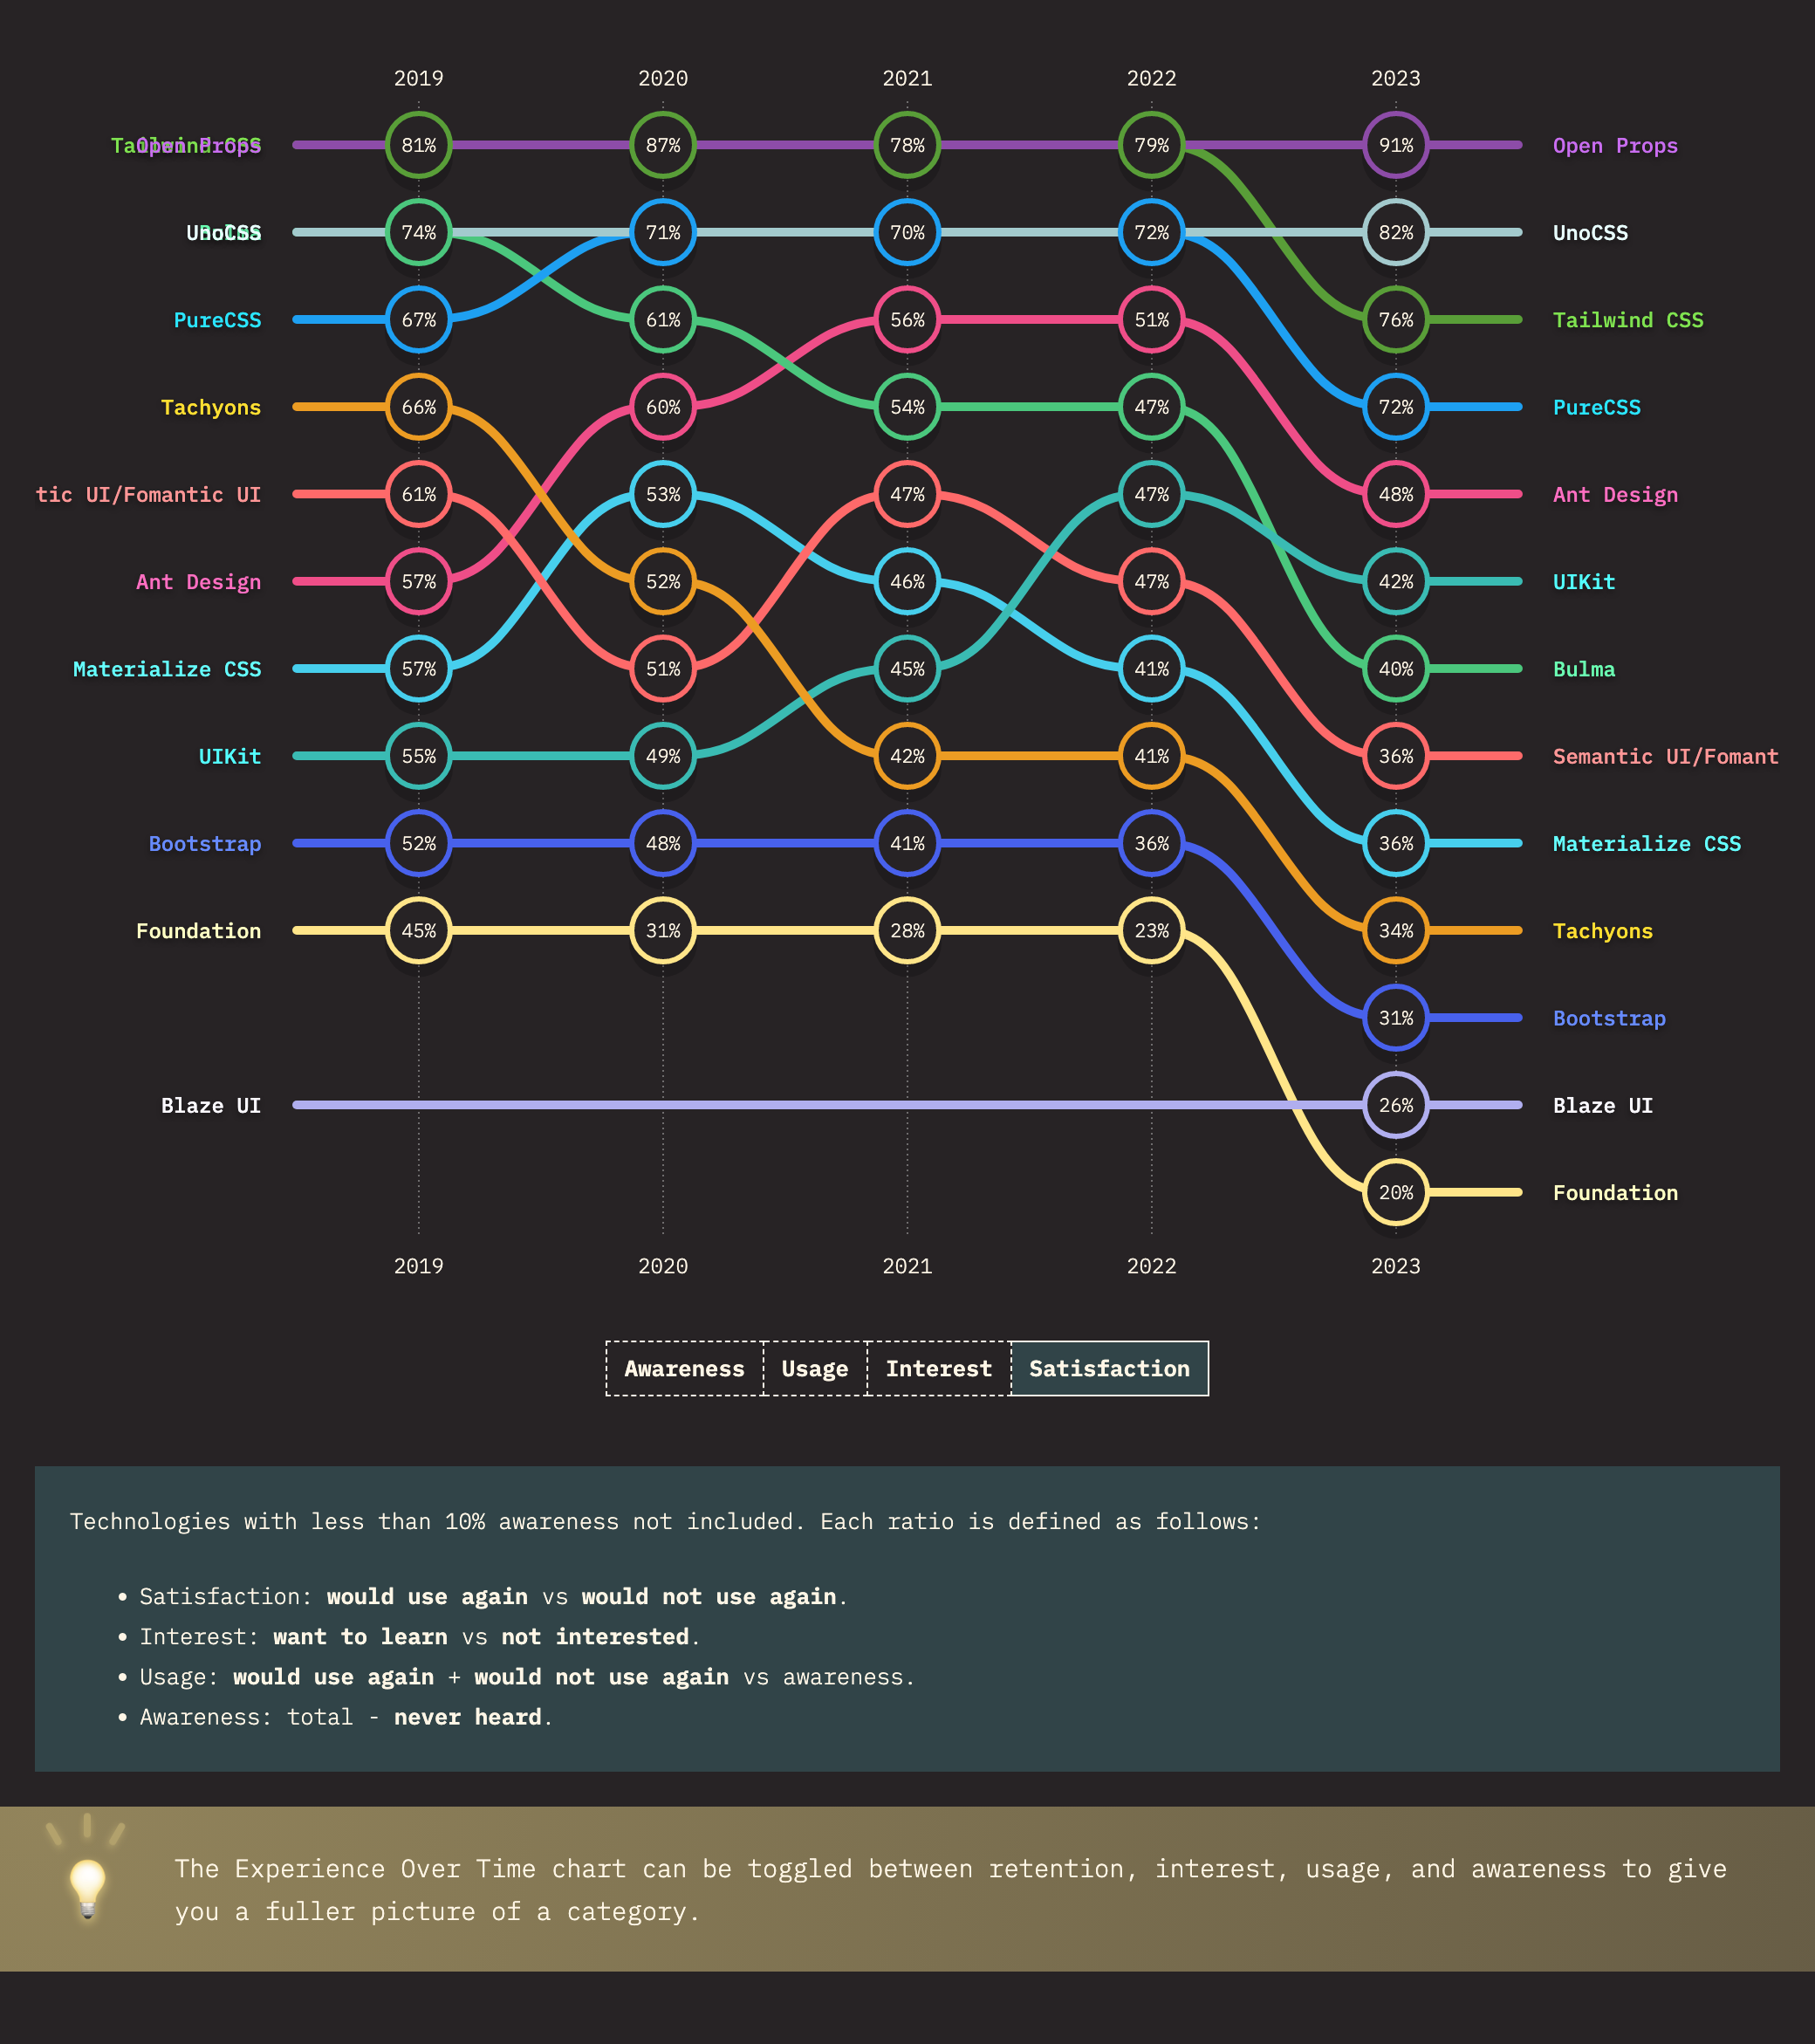 2019 2020 2021 2022 2023
Tailwind CSS Open Props 81% 87% 78% 79% 91% Open Props
UnoCSS 74% 71% 70% 72% 82% UnoCSS
PureCSS 67% 61% 56% 51% 76% Tailwind CSS
Tachyons 66% 60% 54% 47% 72% PureCSS
tic UI/Fomantic UI 61% 53% 47% 47% 48% Ant Design
Ant Design 57% 52% 46% 47% 42% UIKit
Materialize CSS 57% 51% 45% 41% 40% Bulma
UIKit 55% 49% 42% 41% 36% Semantic UI/Fomant
Bootstrap 52% 48% 41% 36% 36% Materialize CSS
Foundation 45% 31% 28% 23% 34% Tachyons
31% Bootstrap
Blaze UI 26% Blaze UI
20% Foundation
2019 2020 2021 2022 2023
Awareness Usage Interest Satisfaction
Technologies with less than 10% awareness not included. Each ratio is defined as follows:
• Satisfaction: would use again vs would not use again.
• Interest: want to learn vs not interested.
• Usage: would use again + would not use again vs awareness.
• Awareness: total - never heard.
The Experience Over Time chart can be toggled between retention, interest, usage, and awareness to give
you a fuller picture of a category.